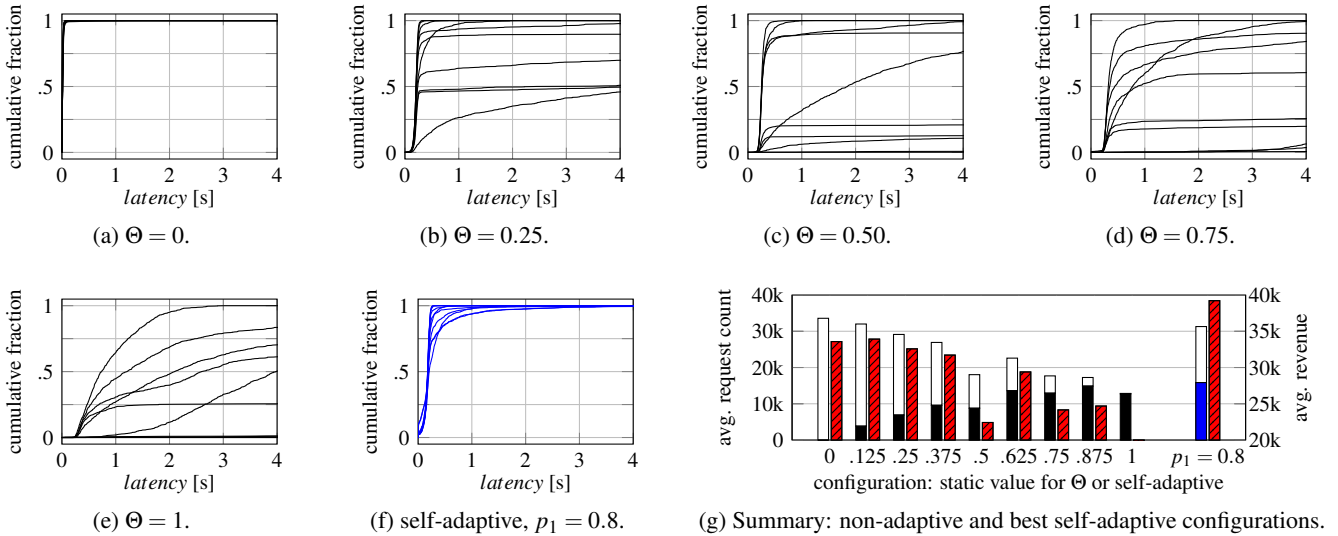 cumulative fraction
1
.5
0
0 1 2 3 4
latency [s]
(a) Θ = 0.
cumulative fraction
1
.5
0
0 1 2 3 4
latency [s]
(b) Θ = 0.25.
cumulative fraction
1
.5
0
0 1 2 3 4
latency [s]
(c) Θ = 0.50.
cumulative fraction
1
.5
0
0 1 2 3 4
latency [s]
(d) Θ = 0.75.
cumulative fraction
1
.5
0
0 1 2 3 4
latency [s]
(e) Θ = 1.
cumulative fraction
1
.5
0
0 1 2 3 4
latency [s]
(f) self-adaptive, p1 = 0.8.
avg. request count
40k
30k
20k
10k
0
40k
35k
30k
25k
20k
avg. revenue
0 .125 .25 .375 .5 .625 .75 .875 1 p1 = 0.8
configuration: static value for Θ or self-adaptive
(g) Summary: non-adaptive and best self-adaptive configurations.